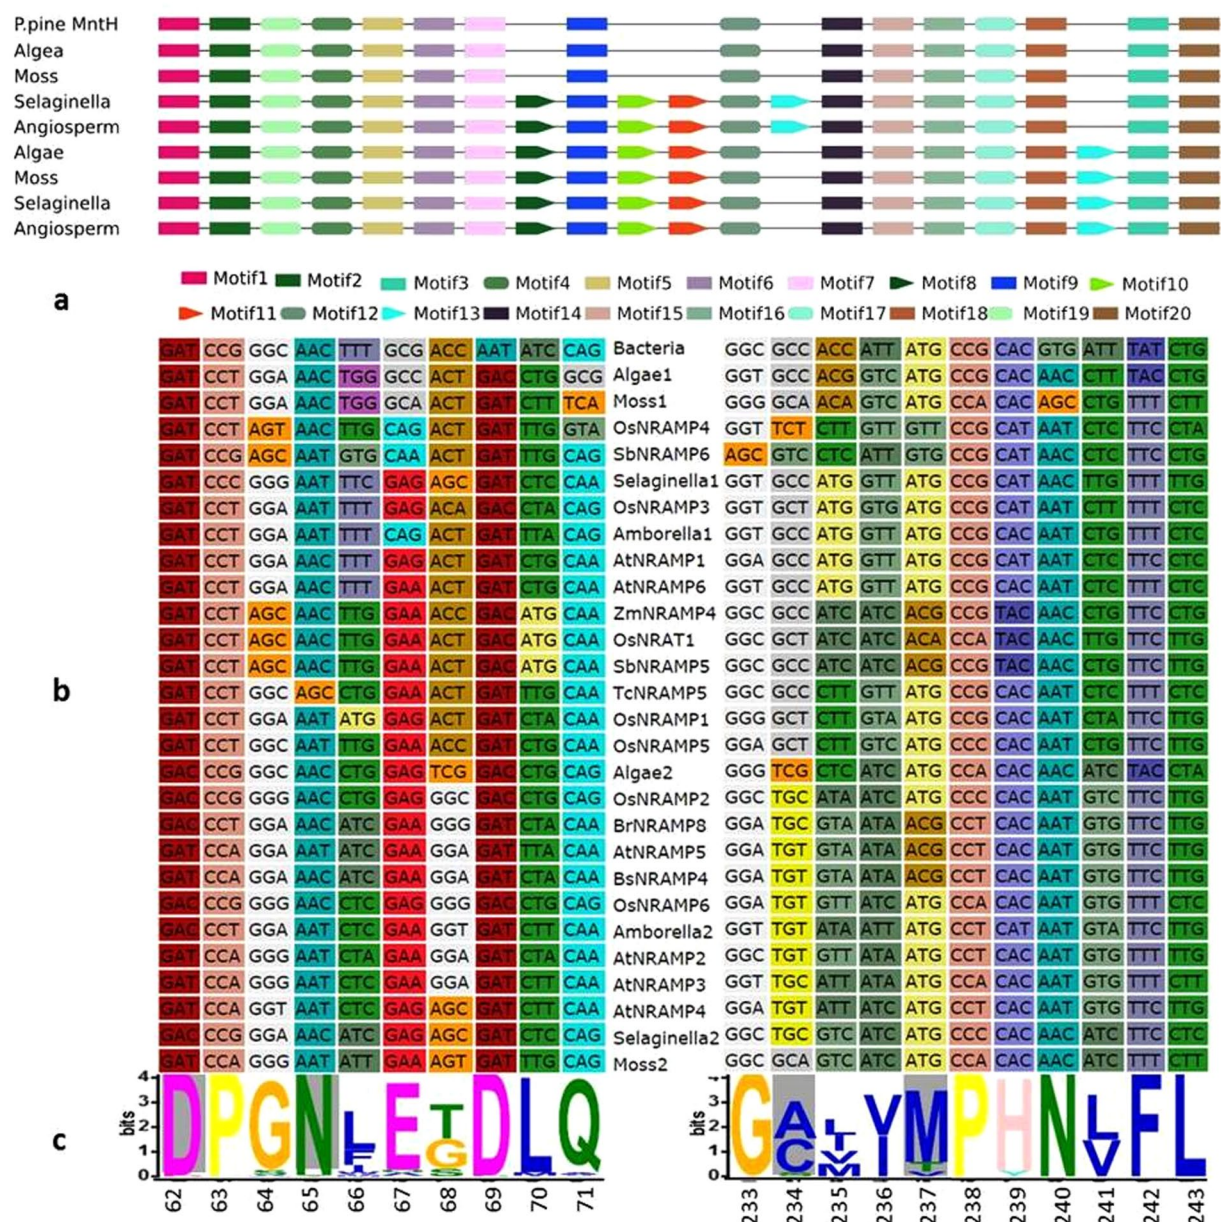 P.pine MntH
Algea
Moss
Selaginella
Angiosperm
Algae
Moss
Selaginella
Angiosperm
a
Motif1 Motif2 Motif3 Motif4 Motif5 Motif6 Motif7 Motif8 Motif9 Motif10
Motif11 Motif12 Motif13 Motif14 Motif15 Motif16 Motif17 Motif18 Motif19 Motif20
b
GAT CCG GGC AAC TTT GCG ACC AAT ATC CAG Bacteria GGC GCC ACC ATT ATG CCG CAC GTG ATT TAT CTG
GAT CCT GGA AAC TGG GCC ACT GAC CTG GCG Algae1 GGT GCC ACG GTC ATG CCG CAC AAC CTT TAC CTG
GAT CCT GGA AAC TGG GCA ACT GAT CTT TCA Moss1 GGG GCA ACA GTC ATG CCA CAC AGC CTG TTT CTT
GAT CCT AGT AAC TTG CAG ACT GAT TTG GTA OsNRAMP4 GGT TCT CTT GTT GTT CCG CAT AAT CTC TTC CTA
GAT CCG AGC AAT GTG CAA ACT GAT TTG CAG SbNRAMP6 AGC GTC CTC ATT GTG CCG CAT AAC CTC TTC CTG
GAT CCC GGG AAT TTC GAG AGC GAT CTC CAA Selaginella1 GGT GCC ATG GTT ATG CCG CAT AAC TTG TTT CTC
GAT CCT GGA AAT TTT GAG ACA GAC CTA CAG OsNRAMP3 GGT GCT ATG GTG ATG CCG CAT AAT CTT TTT CTC
GAT CCT GGA AAT TTT CAG ACT GAT TTA CAG Amborella1 GGT GCC ATG GTT ATG CCG CAC AAT CTG TTT CTC
GAT CCT GGA AAT TTT GAG ACT GAT CTG CAA AtNRAMP1 GGA GCC ATG GTT ATG CCG CAT AAT CTG TTC CTC
GAT CCT GGA AAT TTT GAA ACT GAT CTG CAA AtNRAMP6 GGT GCC ATG GTT ATG CCG CAC AAT CTG TTT CTC
GAT CCT AGC AAC TTG GAA ACC GAC ATG CAA ZmNRAMP4 GGC GCC ATC ATC ACG CCG TAC AAC CTG TTC CTG
GAT CCT AGC AAC TTG GAA ACT GAC ATG CAA OsNRAT1 GGC GCT ATC ATC ACA CCA TAC AAC TTG TTC TTG
GAT CCT AGC AAC TTG GAA ACT GAC ATG CAA SbNRAMP5 GGC GCC ATC ATC ACG CCG TAC AAC CTG TTC TTG
GAT CCT GGC AGC CTG GAA ACT GAT TTG CAA TcNRAMP5 GGC GCC CTT GTT ATG CCG CAC AAT CTC TTT CTC
GAT CCT GGA AAT ATG GAG ACT GAT CTA CAA OsNRAMP1 GGG GCT CTT GTA ATG CCG CAC AAT CTA TTC TTG
GAT CCT GGC AAT TTG GAA ACC GAT CTG CAA OsNRAMP5 GGA GCT CTT GTC ATG CCC CAC AAT CTG TTC TTG
GAC CCG GGC AAC CTG GAG TCG GAC CTG CAG Algae2 GGG TCG CTC ATC ATG CCA CAC AAC ATC TAC CTA
GAC CCG GGG AAC CTG GAG GGC GAC CTG CAG OsNRAMP2 GGC TGC ATA ATC ATG CCC CAC AAT GTC TTC TTG
GAC CCT GGA AAC ATC GAA GGG GAT CTA CAA BrNRAMP8 GGA TGC GTA ATA ACG CCT CAC AAT GTG TTC TTG
GAT CCA GGA AAT ATC GAA GGA GAT TTA CAA AtNRAMP5 GGA TGT GTA ATA ACG CCT CAC AAT GTG TTC TTG
GAT CCA GGA AAC ATC GAA GGA GAT CTA CAA BsNRAMP4 GGA TGT GTA ATA ACG CCT CAC AAT GTG TTC TTG
GAC CCG GGG AAC CTC GAG GGG GAC CTG CAG OsNRAMP6 GGA TGT GTT ATC ATG CCA CAC AAT GTG TTC TTG
GAC CCT GGA AAT CTC GAA GGT GAT CTT CAA Amborella2 GGT TGT ATA ATT ATG CCT CAT AAT GTA TTC TTG
GAT CCA GGG AAT CTA GAA GGA GAT CTA CAA AtNRAMP2 GGC TGT GTT ATA ATG CCT CAC AAT GTG TTT TTG
GAT CCA GGG AAT CTC GAA GGA GAT CTT CAA AtNRAMP3 GGT TGC ATT ATA ATG CCA CAC AAT GTG TTT CTT
GAT CCA GGT AAT CTC GAG AGC GAT CTT CAA AtNRAMP4 GGA TGT ATT ATC ATG CCT CAC AAT GTG TTC TTG
GAC CCG GGA AAC ATC GAG AGC GAT CTC CAG Selaginella2 GGC TGC GTC ATC ATG CCC CAC AAC ATC TTC CTC
GAT CCA GGG AAT ATT GAA AGT GAT TTG CAG Moss2 GGC GCA GTC ATC ATG CCA CAC AAC ATC TTT CTT
c
bits
4
3
2
1
0
D P G N L E T D L Q
F G
62 63 64 65 66 67 68 69 70 71
bits
4
3
2
1
0
G A L V M P H N L F L
C M V
233 234 235 236 237 238 239 240 241 242 243